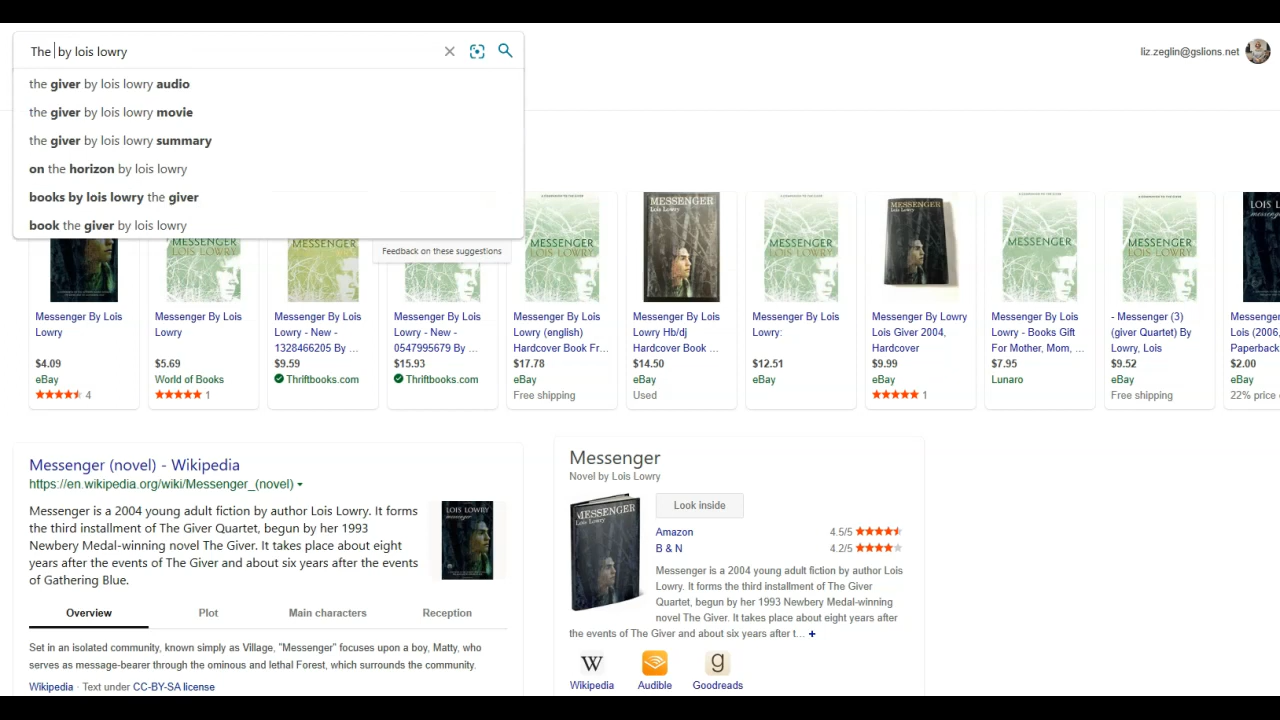 The by lois lowry
liz.zeglin@gslions.net
the giver by lois lowry audio
the giver by lois lowry movie
the giver by lois lowry summary
on the horizon by lois lowry
books by lois lowry the giver
book the giver by lois lowry
Feedback on these suggestions
MESSENGER
MESSENGER
LOIS LOWRY
MESSENGER
Lois Lowry
MESSENGER
LOIS LOWRY
MESSENGER
Lois Lowry
MESSENGER
LOIS LOWRY
MESSENGER
LOIS LOWRY
LOIS L
Messenger By Lois
Lowry
$4.09
eBay
4
Messenger By Lois
Lowry
$5.69
World of Books
1
Messenger By Lois
Lowry - New -
1328466205 By ...
$9.59
Thriftbooks.com
Messenger By Lois
Lowry - New -
0547995679 By ...
$15.93
Thriftbooks.com
Messenger By Lois
Lowry (english)
Hardcover Book Fr...
$17.78
eBay
Free shipping
Messenger By Lois
Lowry Hb/dj
Hardcover Book ...
$14.50
eBay
Used
Messenger By Lois
Lowry:
$12.51
eBay
Messenger By Lowry
Lois Giver 2004,
Hardcover
$9.99
eBay
1
Messenger By Lois
Lowry - Books Gift
For Mother, Mom, ...
$7.95
Lunaro
- Messenger (3)
(giver Quartet) By
Lowry, Lois
$9.52
eBay
Free shipping
Messenger
Lois (2006,
Paperback
$2.00
eBay
22% price
Messenger (novel) - Wikipedia
https://en.wikipedia.org/wiki/Messenger_(novel)
Messenger is a 2004 young adult fiction by author Lois Lowry. It forms
the third installment of The Giver Quartet, begun by her 1993
Newbery Medal-winning novel The Giver. It takes place about eight
years after the events of The Giver and about six years after the events
of Gathering Blue.
LOIS LOWRY
messenger
Overview Plot Main characters Reception
Set in an isolated community, known simply as Village, "Messenger" focuses upon a boy, Matty, who
serves as message-bearer through the ominous and lethal Forest, which surrounds the community.
Wikipedia · Text under CC-BY-SA license
Messenger
Novel by Lois Lowry
MESSENGER
Lois Lowry
Look inside
Amazon 4.5/5
B & N 4.2/5
Messenger is a 2004 young adult fiction by author Lois
Lowry. It forms the third installment of The Giver
Quartet, begun by her 1993 Newbery Medal-winning
novel The Giver. It takes place about eight years after
the events of The Giver and about six years after t... +
W
g
Wikipedia Audible Goodreads